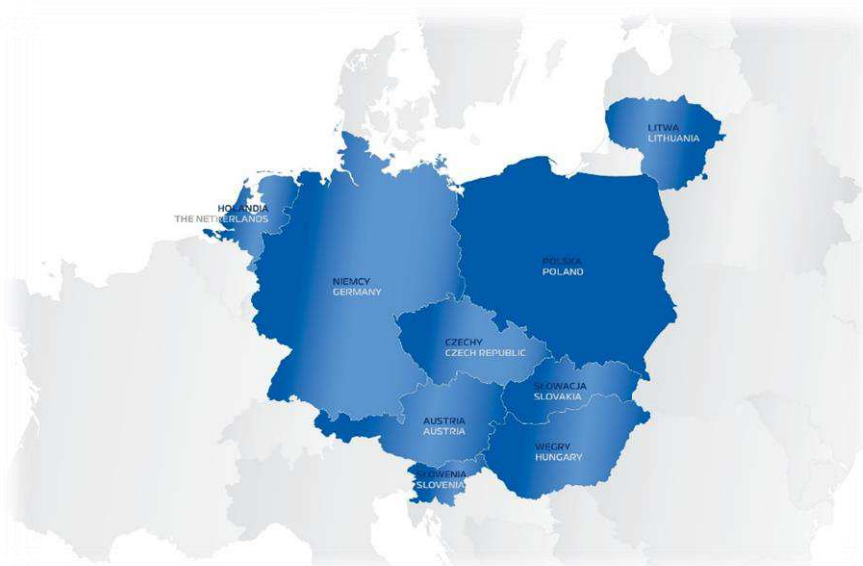 LITWA
LITHUANIA
HOLANDIA
THE NETHERLANDS
POLSKA
POLAND
NIEMCY
GERMANY
CZECHY
CZECH REPUBLIC
SŁOWACJA
SLOVAKIA
AUSTRIA
AUSTRIA
WĘGRY
HUNGARY
SŁOWENIA
SLOVENIA